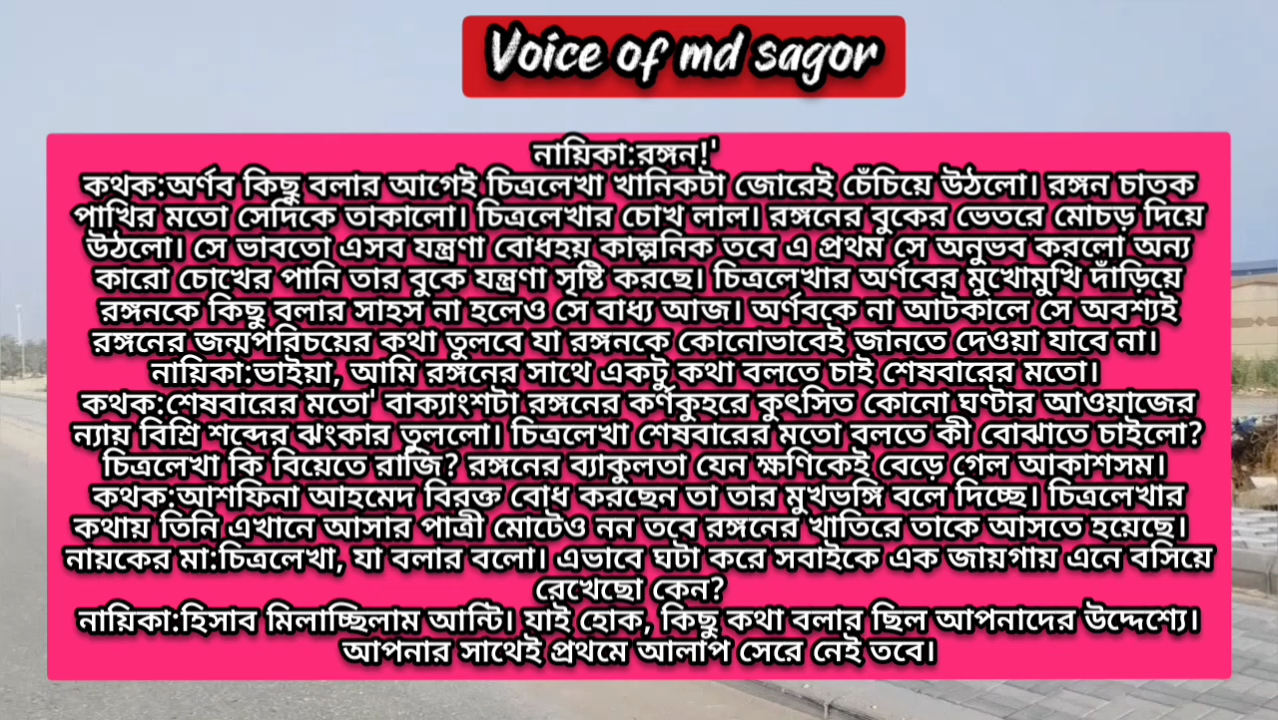 Voice of md sagor
নায়িকা:রঙ্গন!'
কথক:অর্ণব কিছু বলার আগেই চিত্রলেখা খানিকটা জোরেই চেঁচিয়ে উঠলো। রঙ্গন চাতক
পাখির মতো সেদিকে তাকালো। চিত্রলেখার চোখ লাল। রঙ্গনের বুকের ভেতরে মোচড় দিয়ে
উঠলো। সে ভাবতো এসব যন্ত্রণা বোধহয় কাল্পনিক তবে এ প্রথম সে অনুভব করলো অন্য
কারো চোখের পানি তার বুকে যন্ত্রণা সৃষ্টি করছে। চিত্রলেখার অর্ণবের মুখোমুখি দাঁড়িয়ে
রঙ্গনকে কিছু বলার সাহস না হলেও সে বাধ্য আজ। অর্ণবকে না আটকালে সে অবশ্যই
রঙ্গনের জন্মপরিচয়ের কথা তুলবে যা রঙ্গনকে কোনোভাবেই জানতে দেওয়া যাবে না।
নায়িকা:ভাইয়া, আমি রঙ্গনের সাথে একটু কথা বলতে চাই শেষবারের মতো।
কথক:শেষবারের মতো' বাক্যাংশটা রঙ্গনের কর্ণকুহরে কুৎসিত কোনো ঘণ্টার আওয়াজের
ন্যায় বিশ্রি শব্দের ঝংকার তুললো। চিত্রলেখা শেষবারের মতো বলতে কী বোঝাতে চাইলো?
চিত্রলেখা কি বিয়েতে রাজি? রঙ্গনের ব্যাকুলতা যেন ক্ষণিকেই বেড়ে গেল আকাশসম।
কথক:আশফিনা আহমেদ বিরক্ত বোধ করছেন তা তার মুখভঙ্গি বলে দিচ্ছে। চিত্রলেখার
কথায় তিনি এখানে আসার পাত্রী মোটেও নন তবে রঙ্গনের খাতিরে তাকে আসতে হয়েছে।
নায়কের মা:চিত্রলেখা, যা বলার বলো। এভাবে ঘটা করে সবাইকে এক জায়গায় এনে বসিয়ে
রেখেছো কেন?
নায়িকা:হিসাব মিলাচ্ছিলাম আন্টি। যাই হোক, কিছু কথা বলার ছিল আপনাদের উদ্দেশ্যে।
আপনার সাথেই প্রথমে আলাপ সেরে নেই তবে।